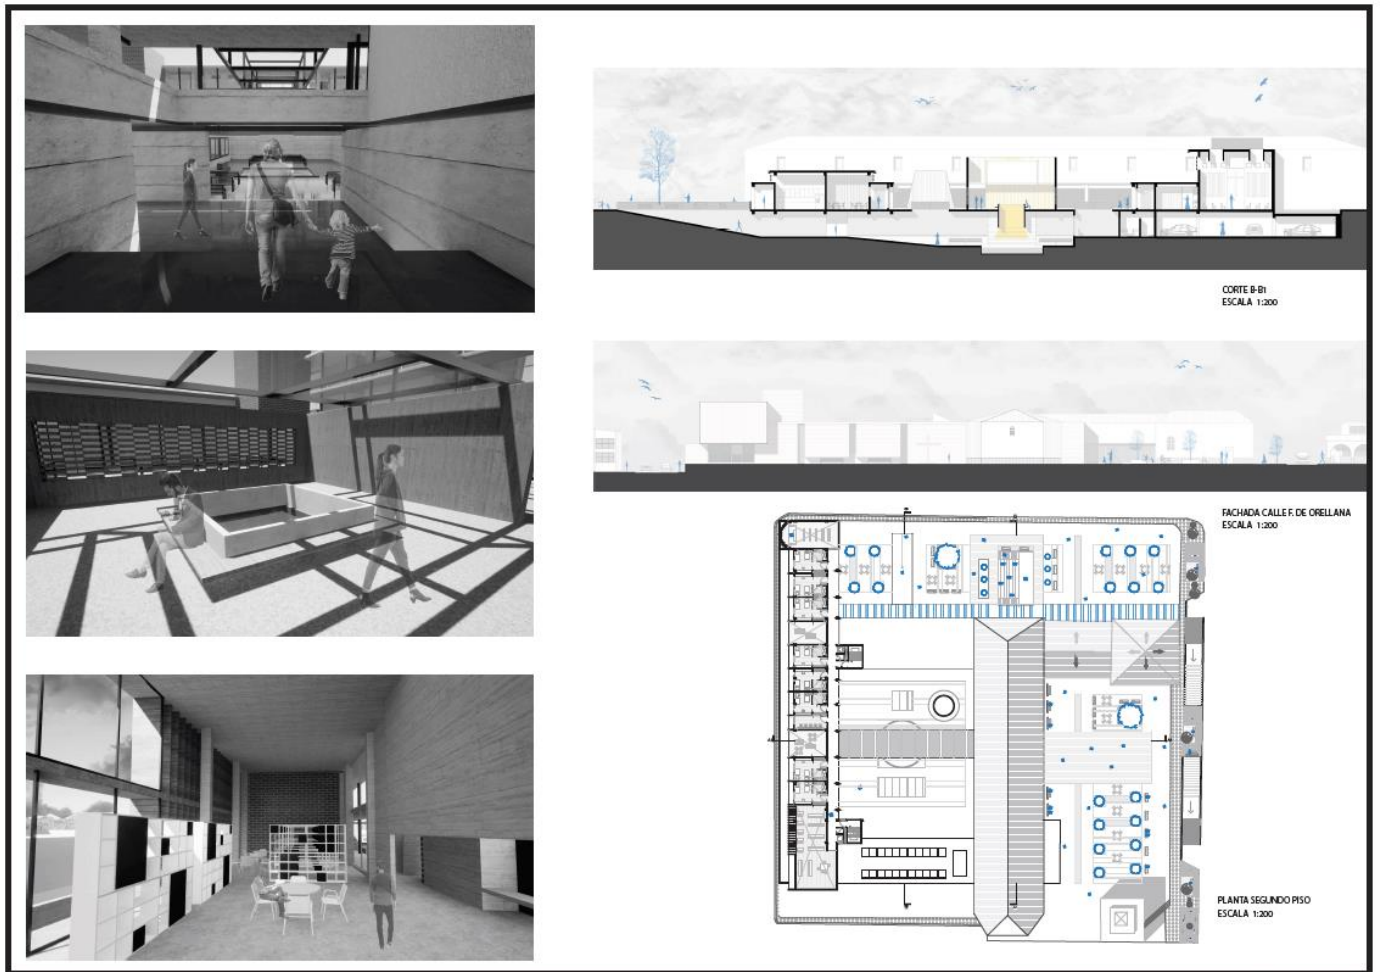 CORTE B-B1
ESCALA 1:200
FACHADA CALLE F. DE ORELLANA
ESCALA 1:200
PLANTA SEGUNDO PISO
ESCALA 1:200